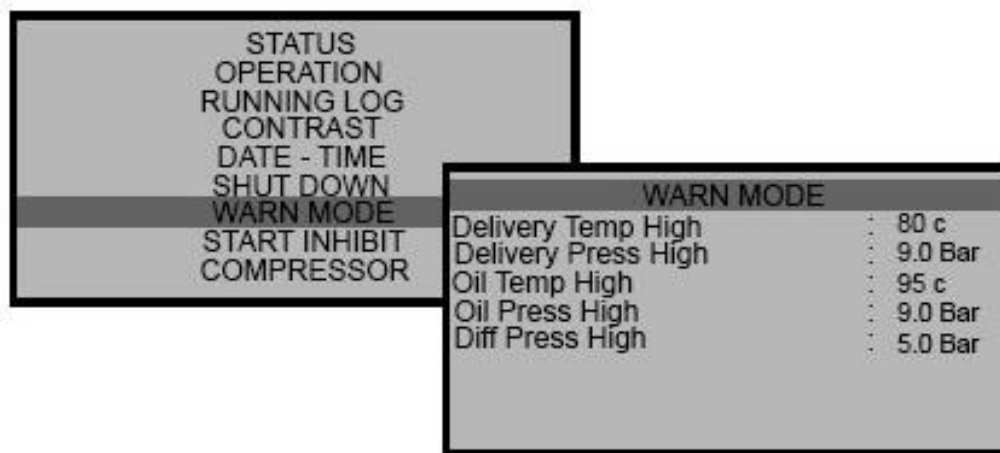 STATUS
OPERATION
RUNNING LOG
CONTRAST
DATE - TIME
SHUT DOWN
WARN MODE
START INHIBIT
COMPRESSOR
WARN MODE
Delivery Temp High : 80 c
Delivery Press High : 9.0 Bar
Oil Temp High : 95 c
Oil Press High : 9.0 Bar
Diff Press High : 5.0 Bar